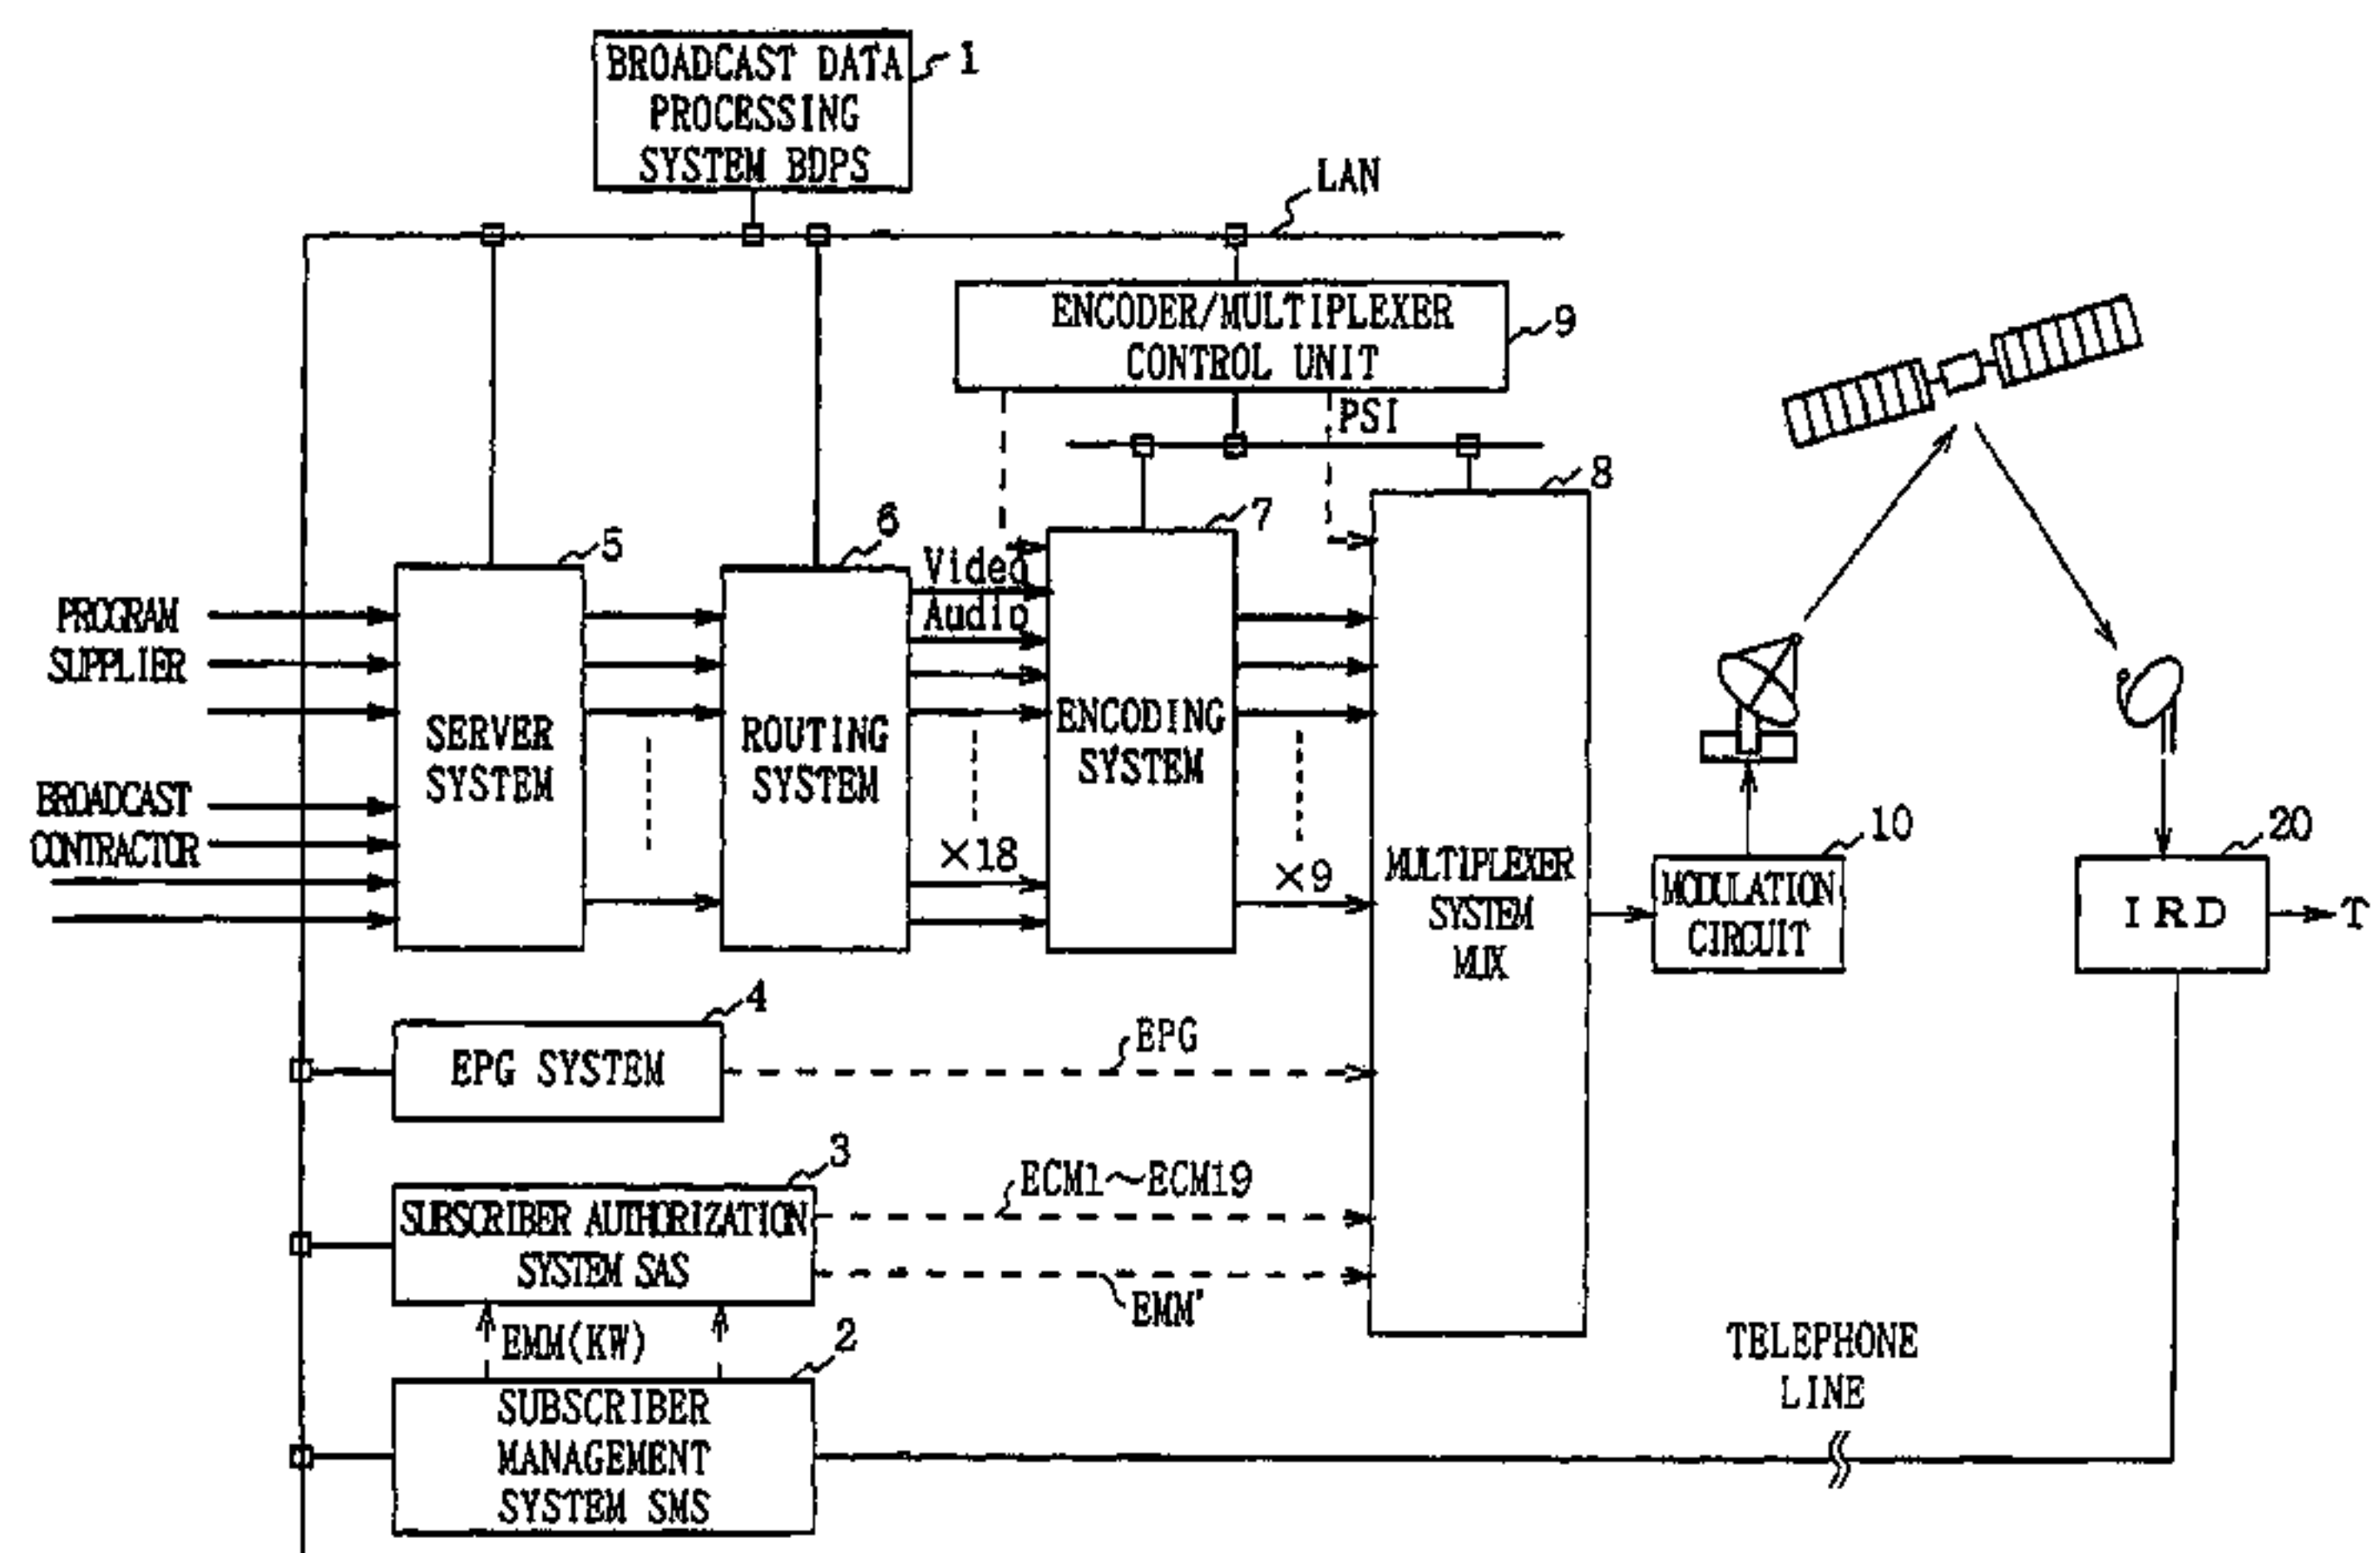 BROADCAST DATA
PROCESSING
SYSTEM BDPS
1
LAN
ENCODER/MULTIPLEXER
CONTROL UNIT
9
PSI
8
7
6
5
Video
Audio
PROGRAM
SUPPLIER
SERVER
SYSTEM
ROUTING
SYSTEM
ENCODING
SYSTEM
BROADCAST
CONTRACTOR
×18
×9
MULTIPLEXER
SYSTEM
MUX
MODULATION
CIRCUIT
10
IRD
20
T
4
EPG SYSTEM
EPG
3
SUBSCRIBER AUTHORIZATION
SYSTEM SAS
ECM1~ECM19
EMM'
EMM(KW)
2
SUBSCRIBER
MANAGEMENT
SYSTEM SMS
TELEPHONE
LINE